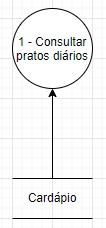 1 - Consultar
pratos diários
Cardápio